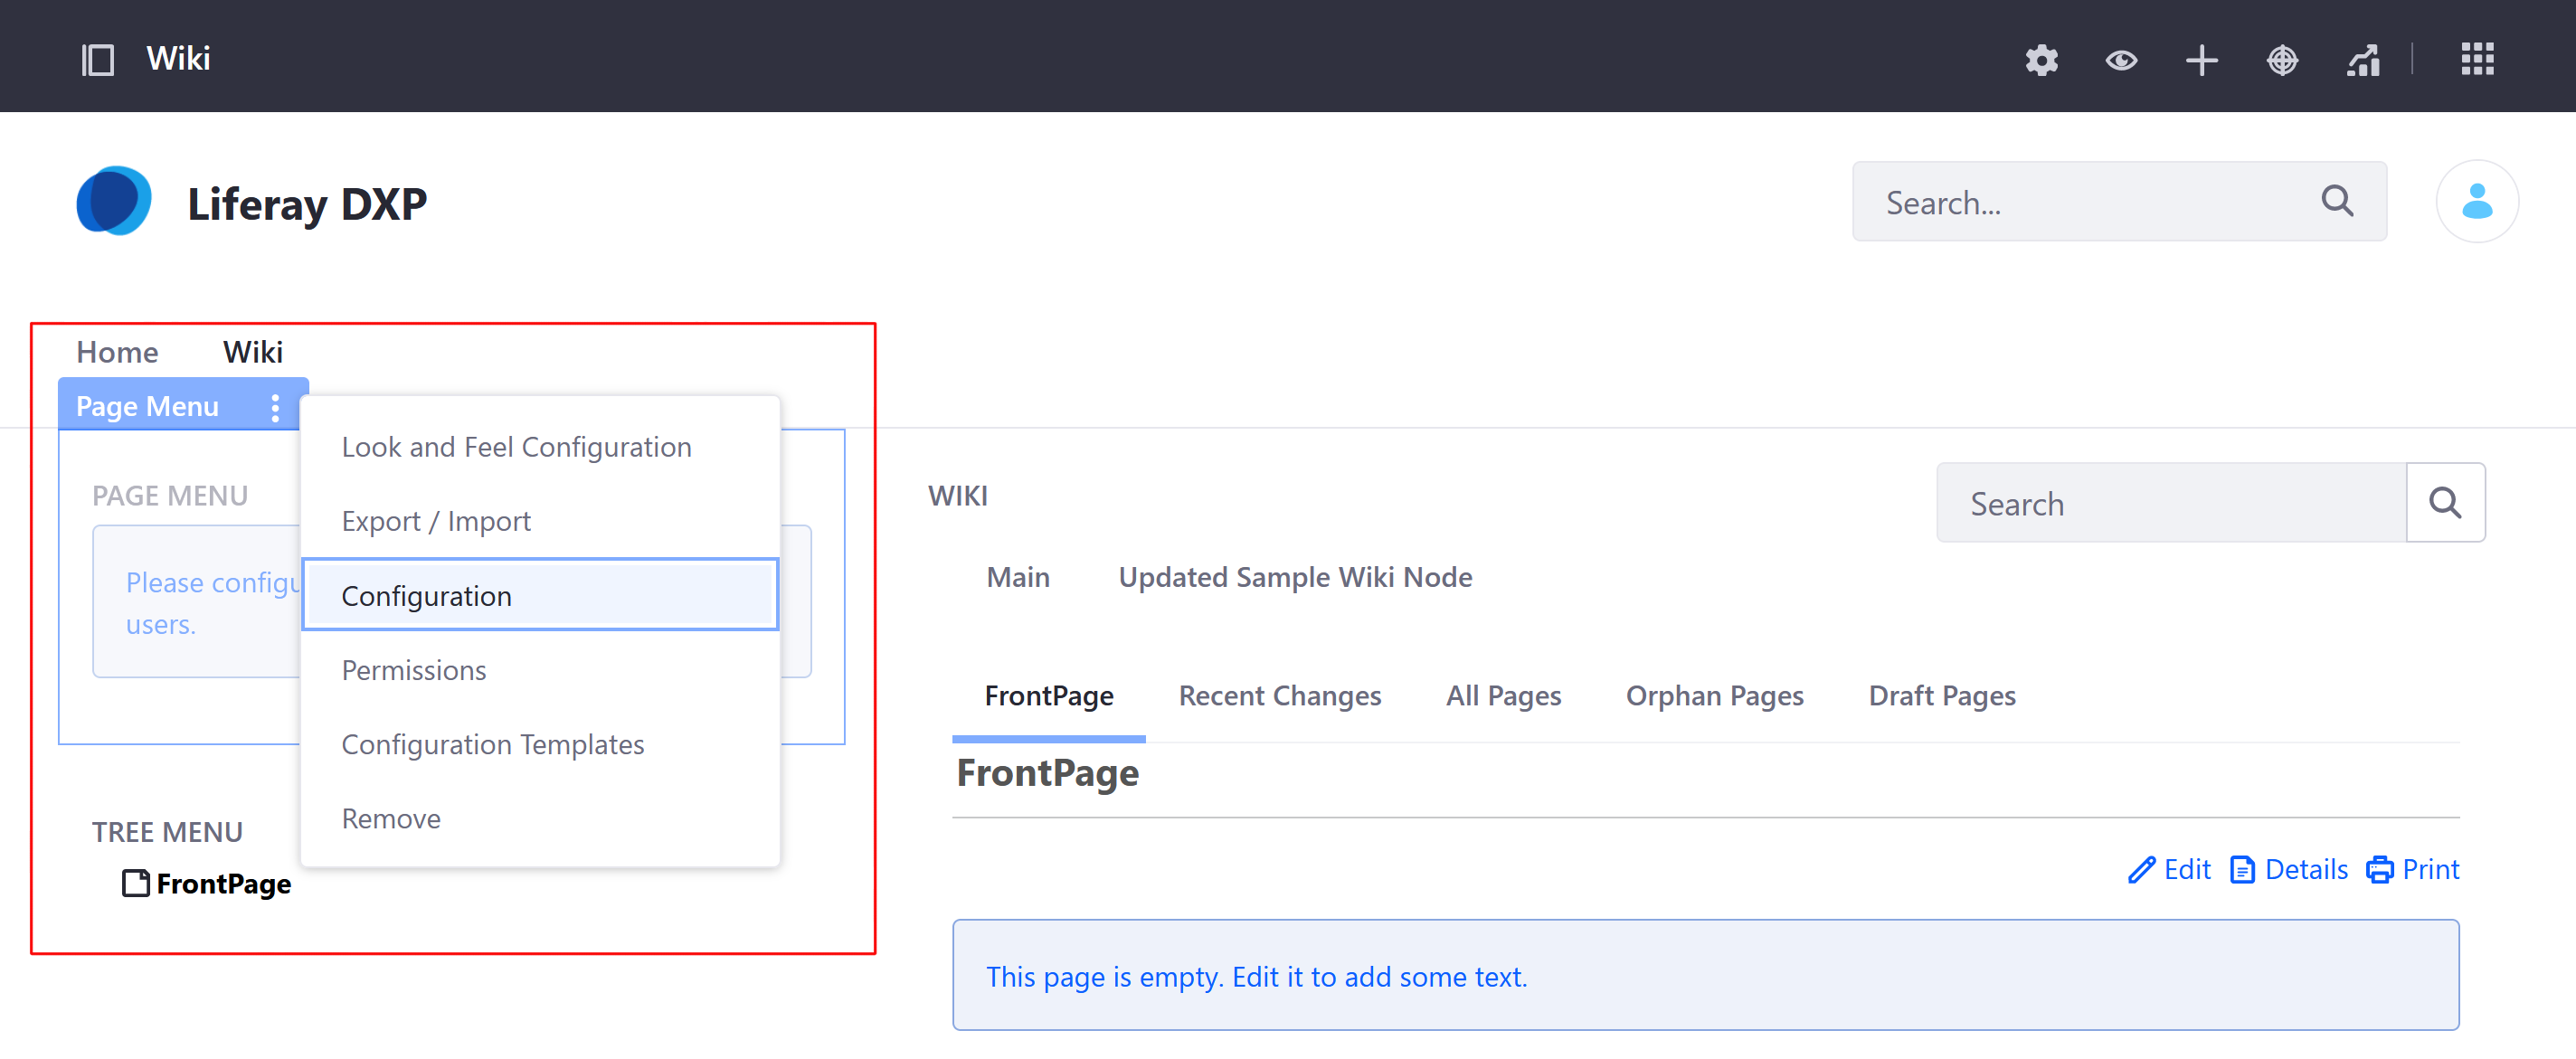 Wiki
Liferay DXP
Search...
Home Wiki
Page Menu
Look and Feel Configuration
Export / Import
Configuration
Permissions
Configuration Templates
Remove
PAGE MENU
Please configu
users.
TREE MENU
FrontPage
WIKI
Search
Main Updated Sample Wiki Node
FrontPage Recent Changes All Pages Orphan Pages Draft Pages
FrontPage
Edit Details Print
This page is empty. Edit it to add some text.